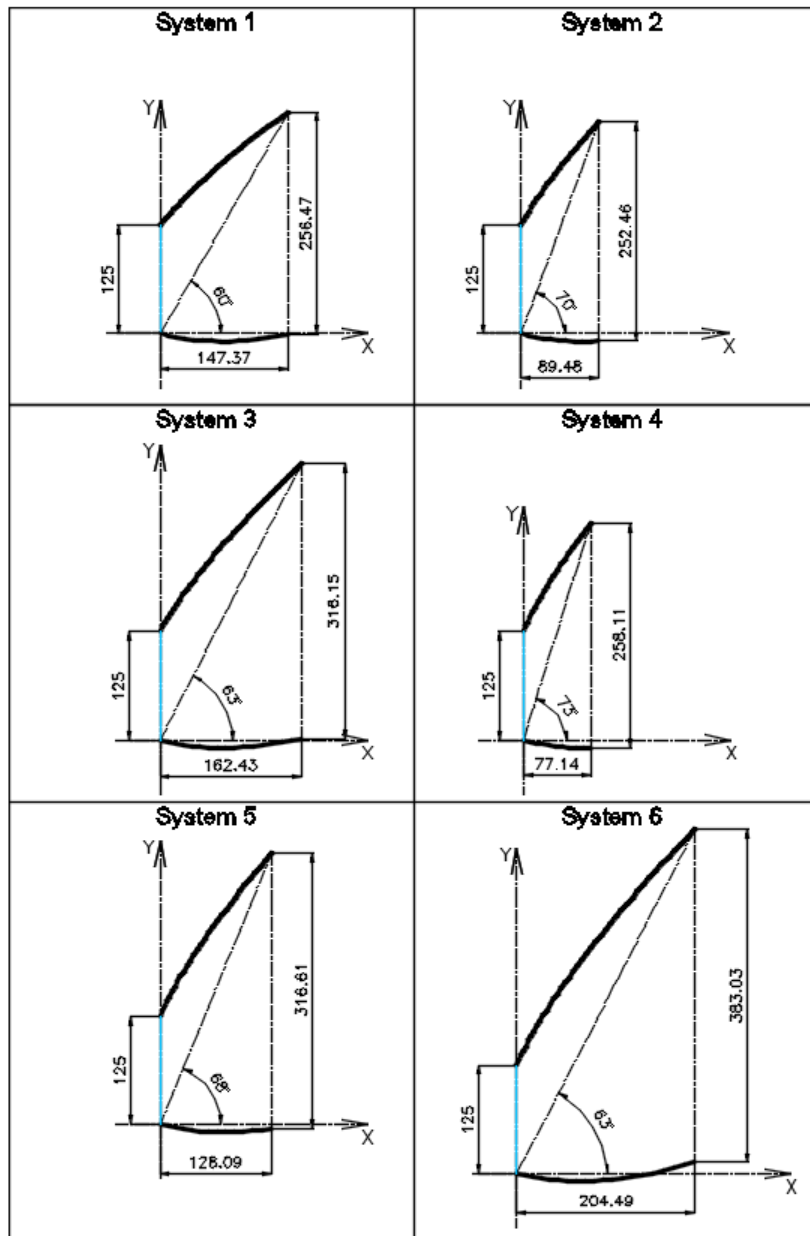 System 1
Y
256.47
125
60°
X
147.37
System 2
Y
252.46
125
70°
X
89.48
System 3
Y
316.15
125
63°
X
162.43
System 4
Y
258.11
125
73°
X
77.14
System 5
Y
316.61
125
68°
X
128.09
System 6
Y
383.03
125
63°
X
204.49